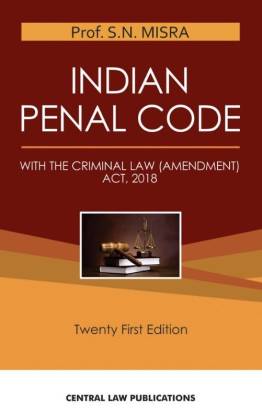 Prof. S.N. MISRA
INDIAN
PENAL CODE
WITH THE CRIMINAL LAW (AMENDMENT)
ACT, 2018
Twenty First Edition
CENTRAL LAW PUBLICATIONS